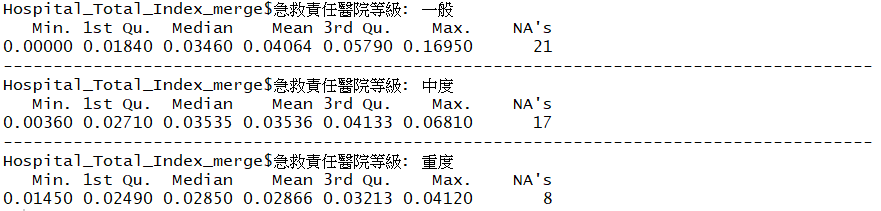 Hospital_Total_Index_merge$急救責任醫院等級: 一般
Min. 1st Qu. Median Mean 3rd Qu. Max. NA's
0.00000 0.01840 0.03460 0.04064 0.05790 0.16950 21
---------------------------------------------------------------------------------------
Hospital_Total_Index_merge$急救責任醫院等級: 中度
Min. 1st Qu. Median Mean 3rd Qu. Max. NA's
0.00360 0.02710 0.03535 0.03536 0.04133 0.06810 17
---------------------------------------------------------------------------------------
Hospital_Total_Index_merge$急救責任醫院等級: 重度
Min. 1st Qu. Median Mean 3rd Qu. Max. NA's
0.01450 0.02490 0.02850 0.02866 0.03213 0.04120 8